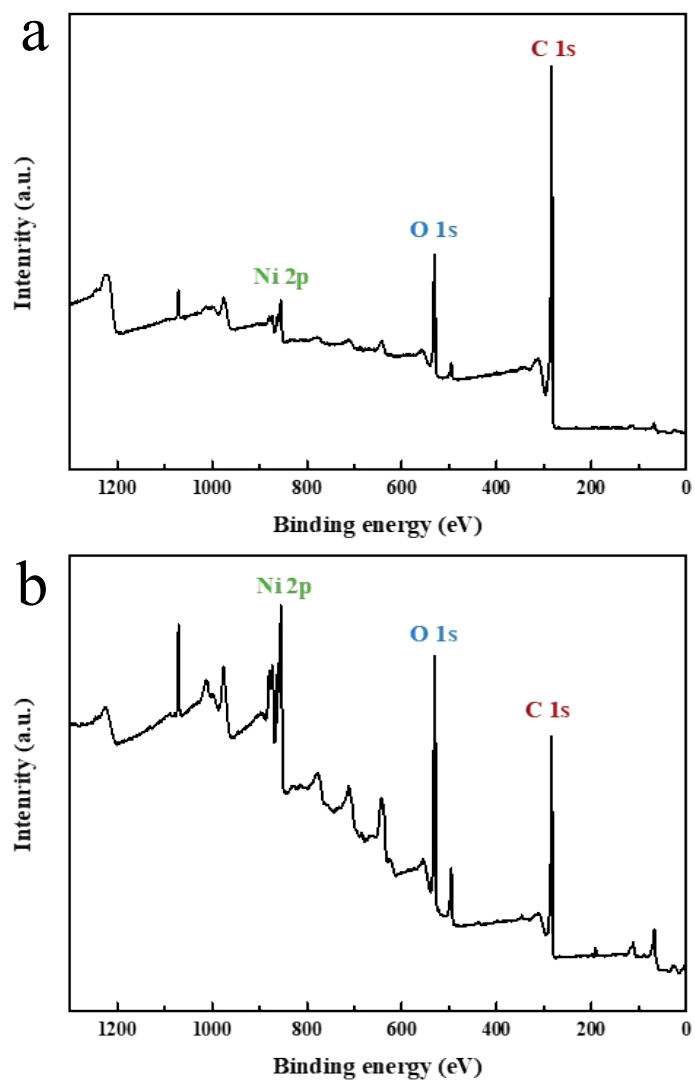 a
C 1s
O 1s
Ni 2p
Intenrity (a.u.)
1200 1000 800 600 400 200 0
Binding energy (eV)
b
Ni 2p
O 1s
C 1s
Intenrity (a.u.)
1200 1000 800 600 400 200 0
Binding energy (eV)